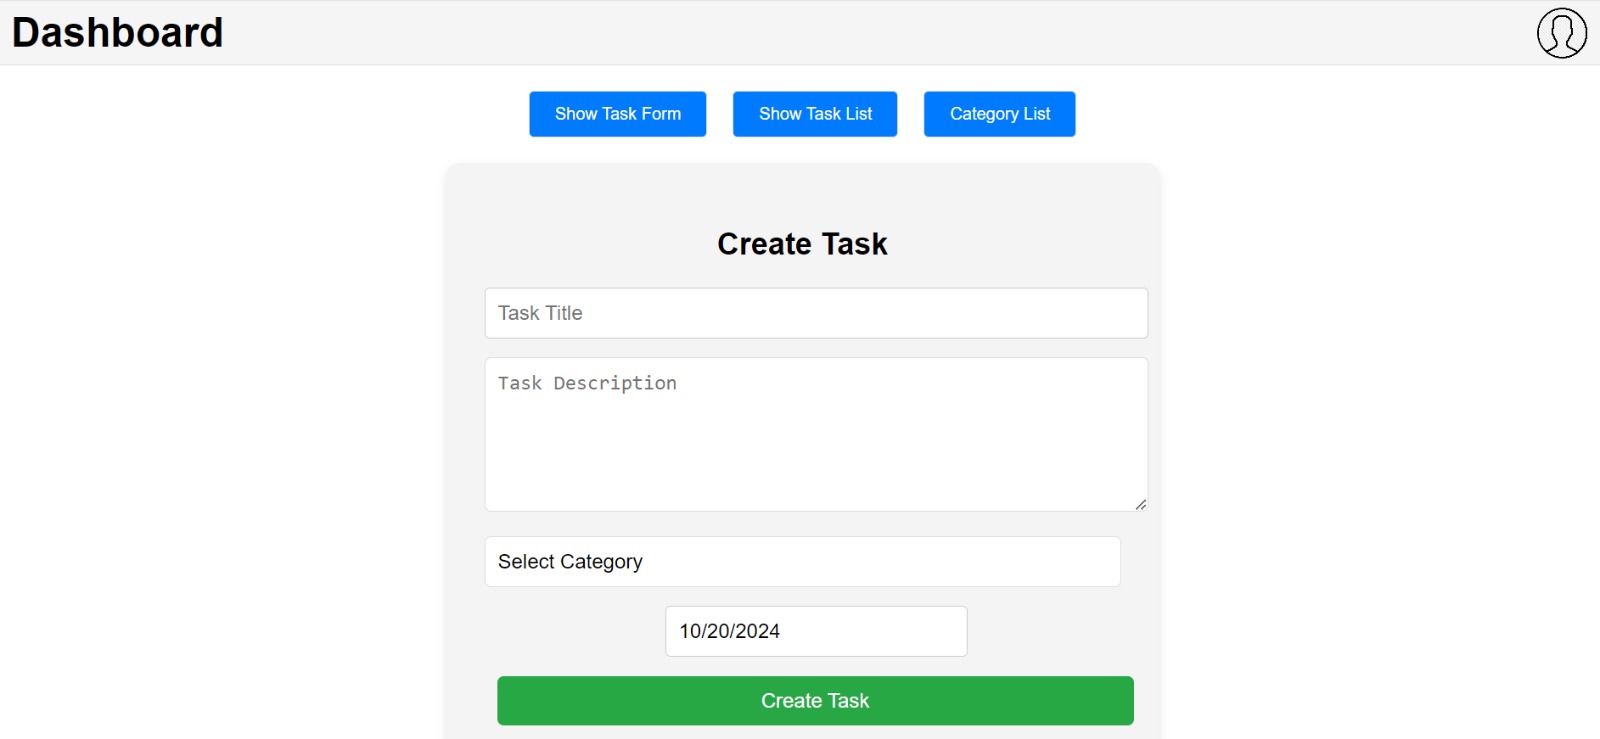 Dashboard
Show Task Form
Show Task List
Category List
Create Task
Task Title
Task Description
Select Category
10/20/2024
Create Task